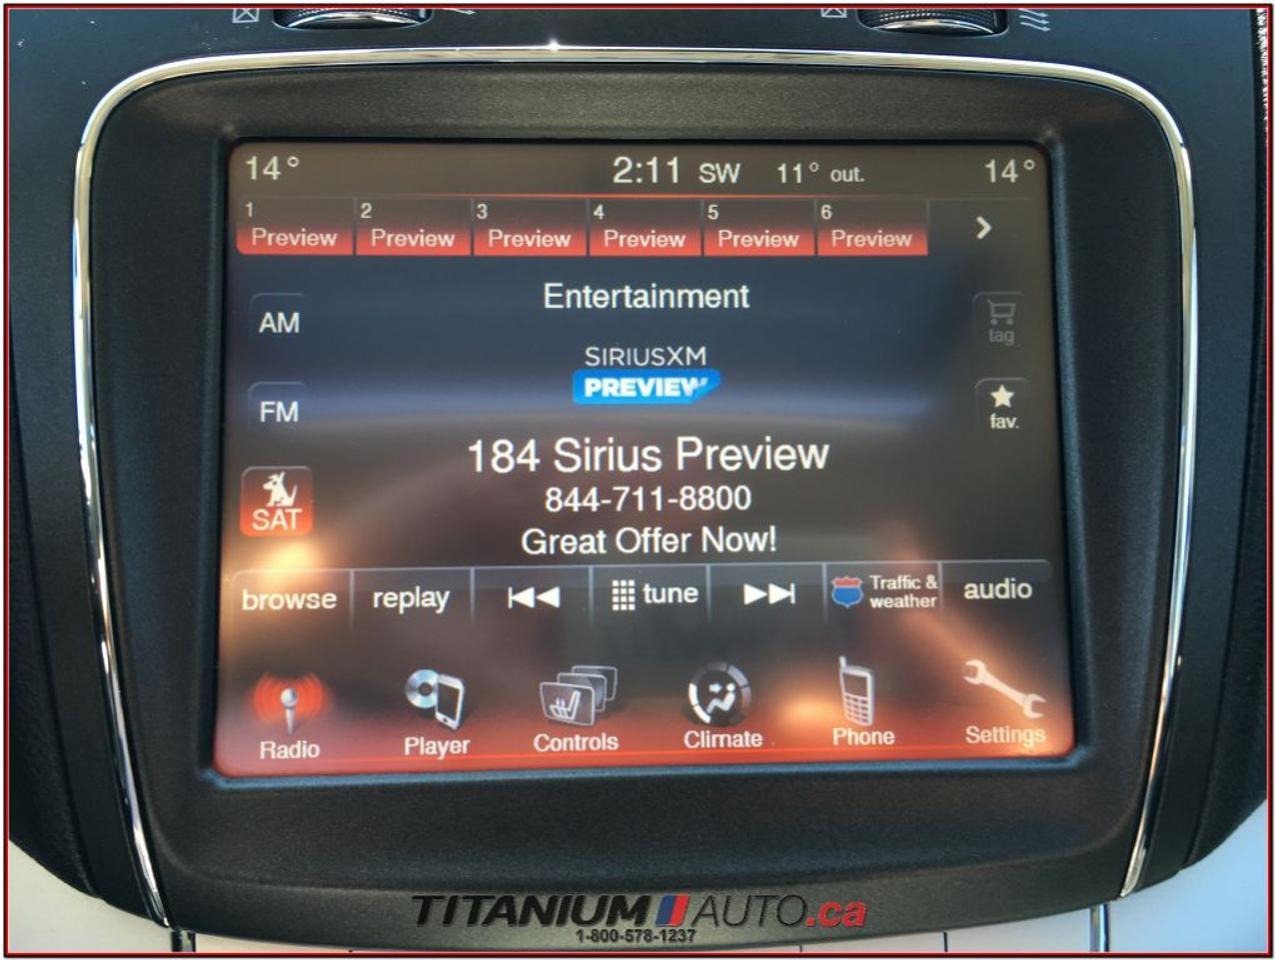 14° 2:11 SW 11° out. 14°
1 2 3 4 5 6
Preview Preview Preview Preview Preview Preview
Entertainment
AM
tag
SIRIUSXM
PREVIEW
FM
fav.
184 Sirius Preview
844-711-8800
SAT
Great Offer Now!
browse replay tune Traffic & weather audio
Radio Player Controls Climate Phone Settings
TITANIUM AUTO.ca
1-800-578-1237